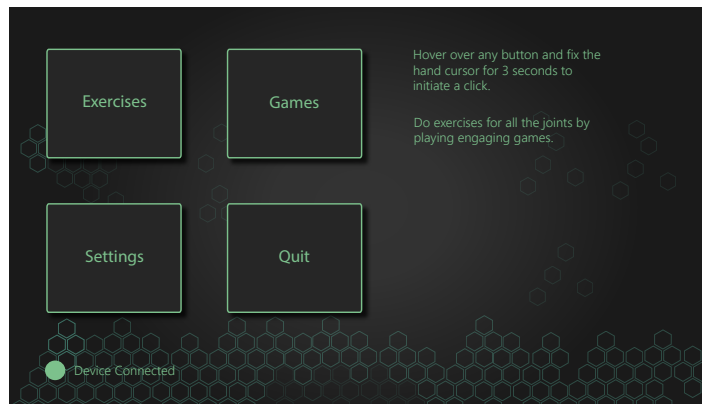 Exercises
Games
Hover over any button and fix the
hand cursor for 3 seconds to
initiate a click.
Do exercises for all the joints by
playing engaging games.
Settings
Quit
Device Connected